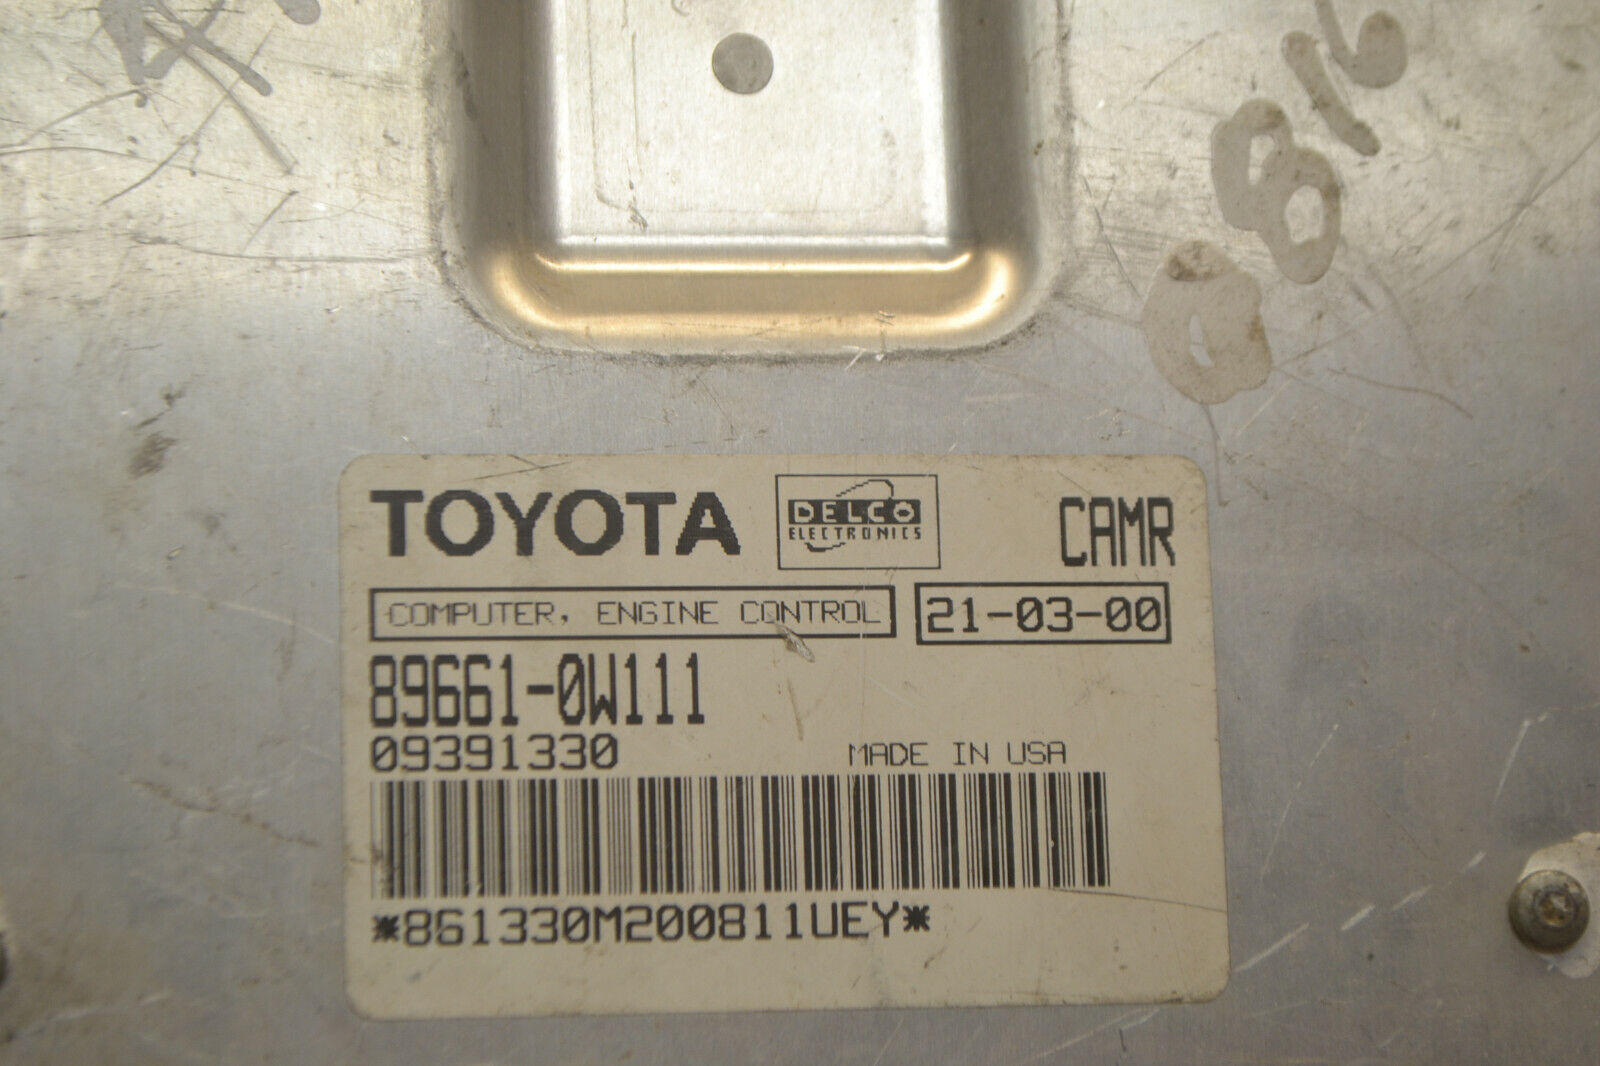 0816
TOYOTA
DELCO
ELECTRONICS
CAMR
COMPUTER, ENGINE CONTROL
21-03-00
89661-0W111
09391330
MADE IN USA
*861330M200811UEY*